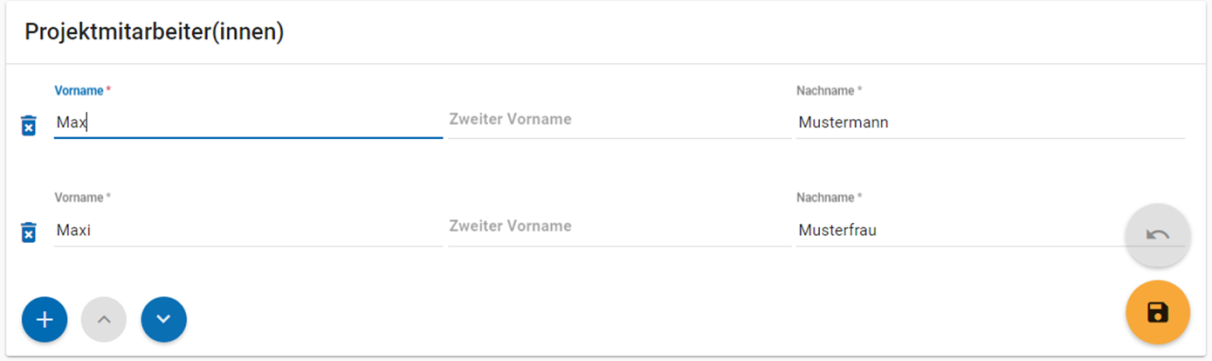 Projektmitarbeiter(innen)
Vorname * Nachname *
Max Zweiter Vorname Mustermann
Vorname * Nachname *
Maxi Zweiter Vorname Musterfrau